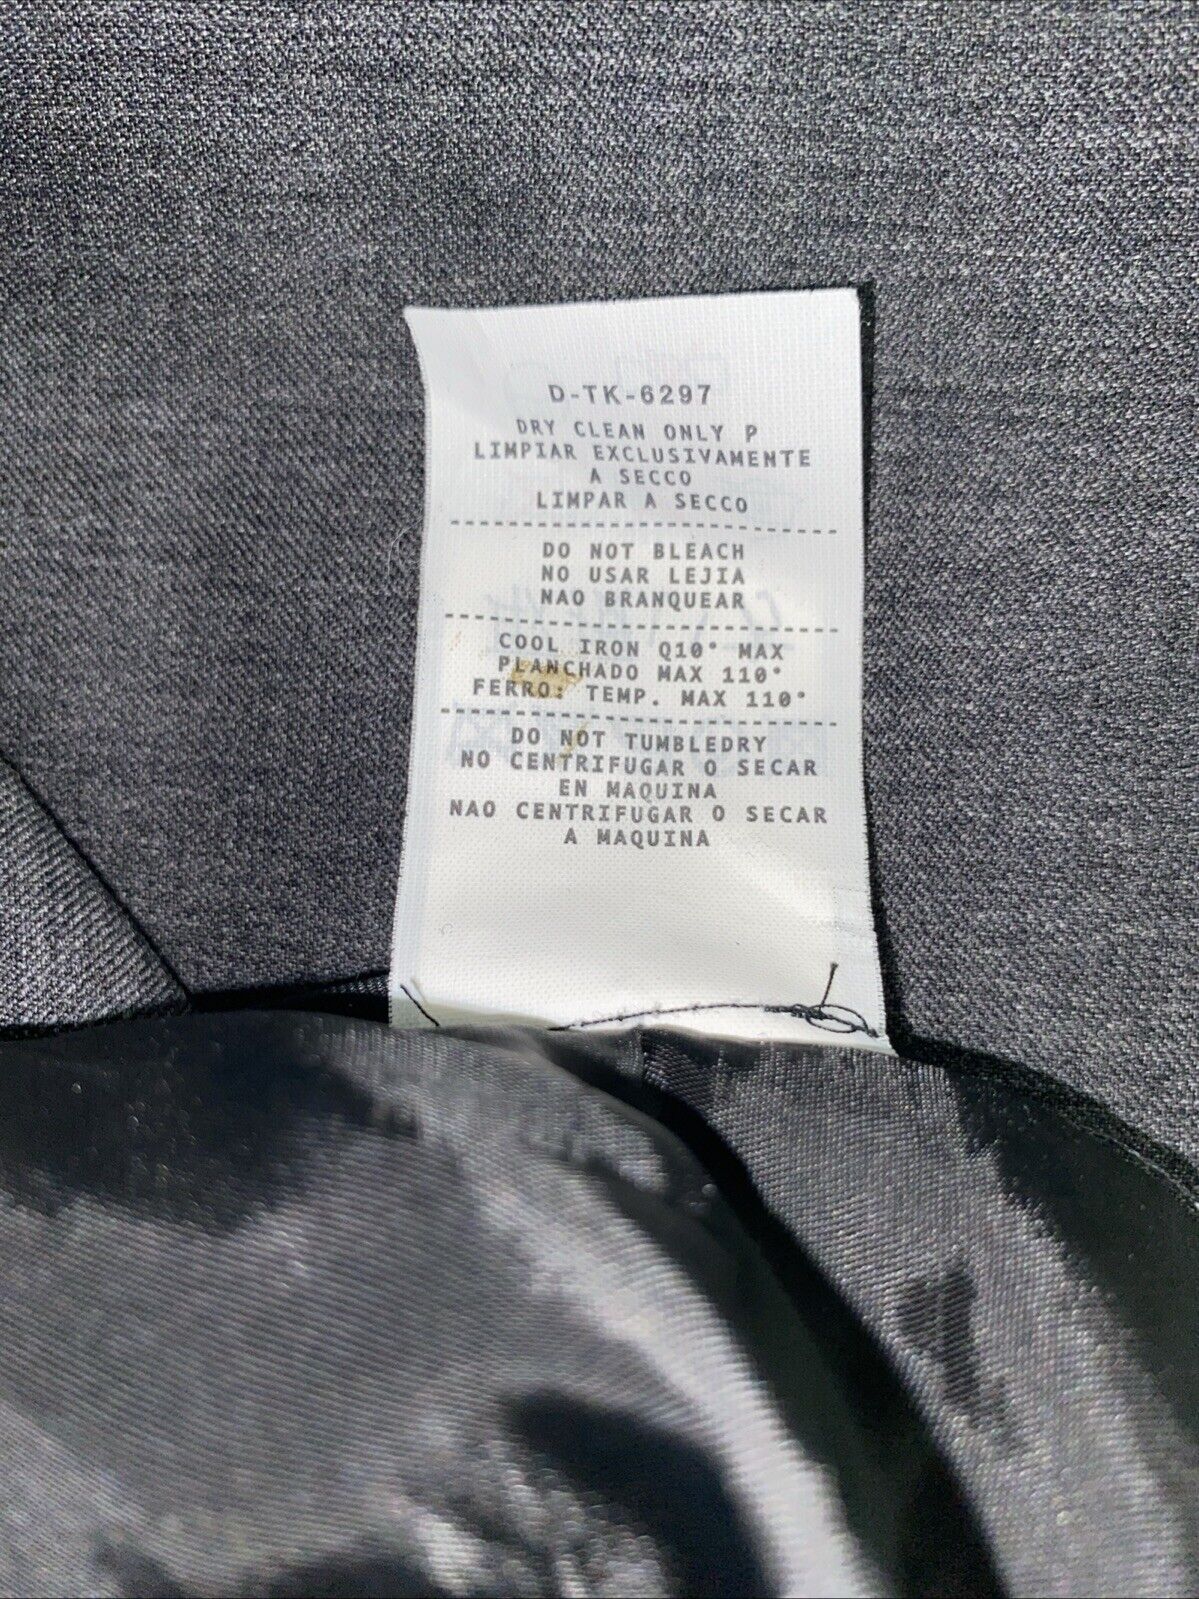 D-TK-6297
DRY CLEAN ONLY P
LIMPIAR EXCLUSIVAMENTE
A SECCO
LIMPAR A SECCO
DO NOT BLEACH
NO USAR LEJIA
NAO BRANQUEAR
COOL IRON Q10° MAX
PLANCHADO MAX 110°
FERRO: TEMP. MAX 110°
DO NOT TUMBLEDRY
NO CENTRIFUGAR O SECAR
EN MAQUINA
NAO CENTRIFUGAR O SECAR
A MAQUINA